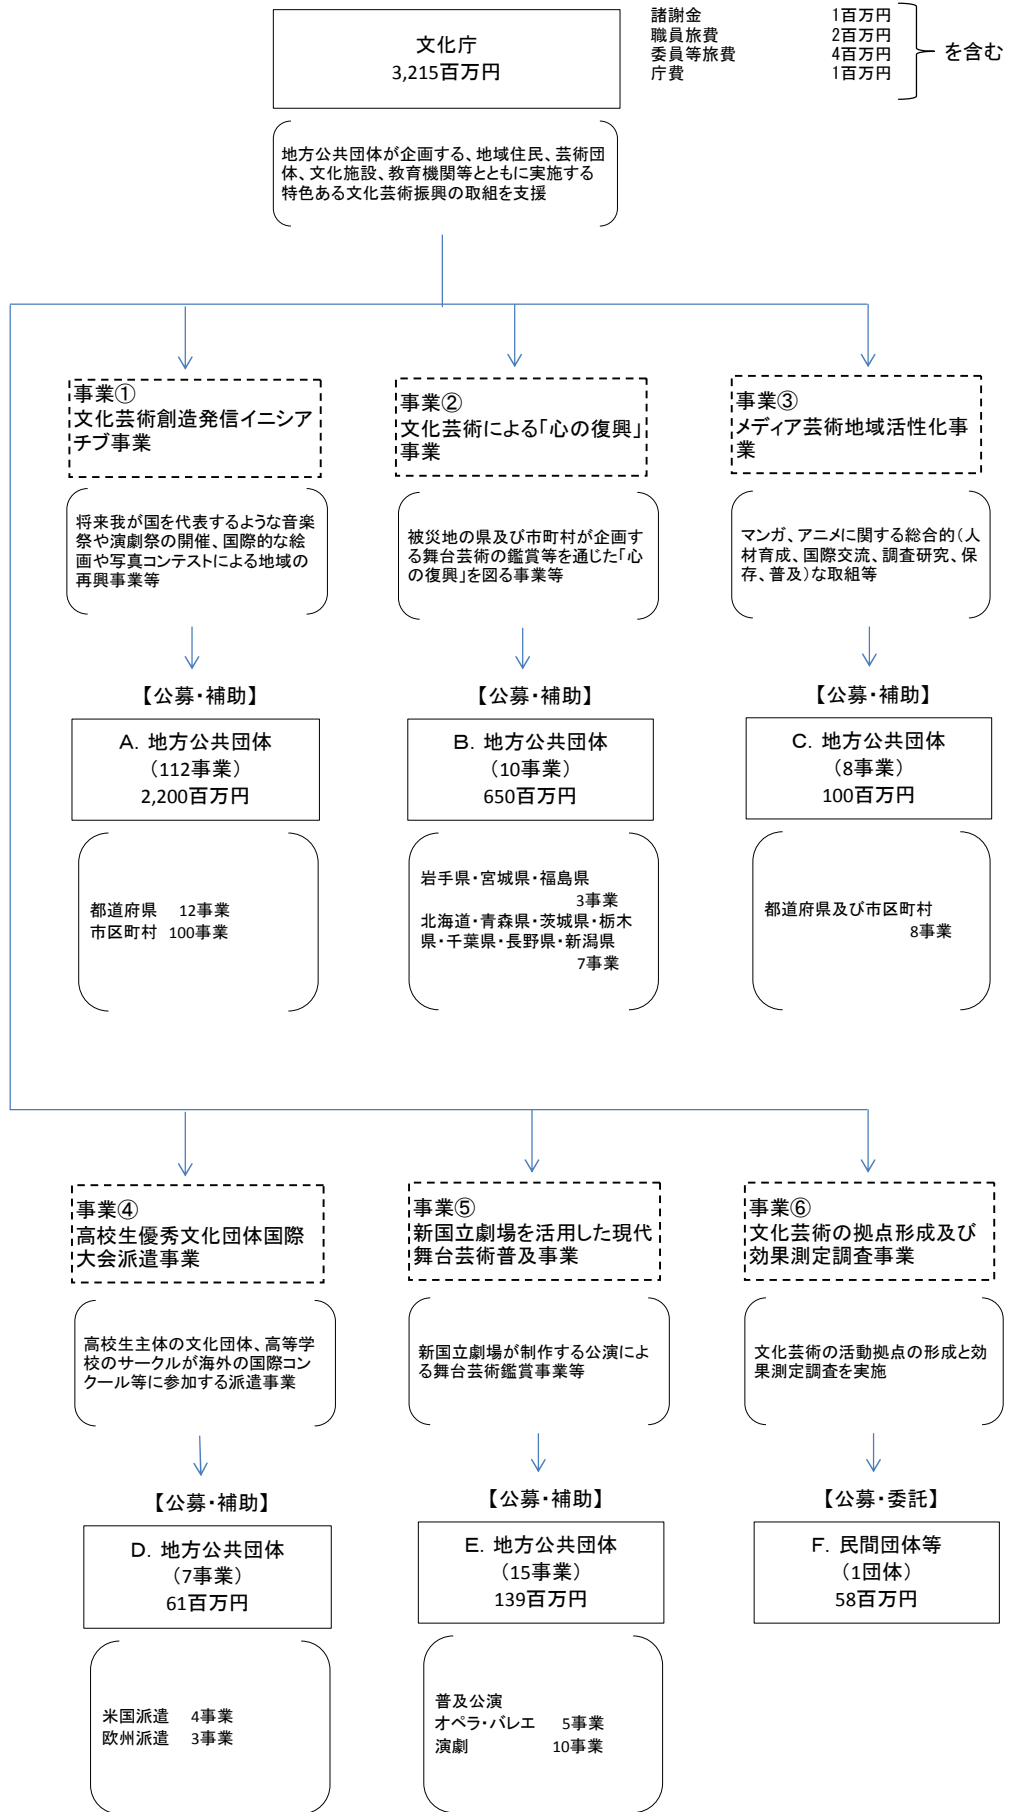 文化庁
3,215百万円
諸謝金 1百万円
職員旅費 2百万円
委員等旅費 4百万円
庁費 1百万円
を含む
地方公共団体が企画する、地域住民、芸術団
体、文化施設、教育機関等とともに実施する
特色ある文化芸術振興の取組を支援
事業①
文化芸術創造発信イニシア
チブ事業
事業②
文化芸術による「心の復興」
事業
事業③
メディア芸術地域活性化事
業
将来我が国を代表するような音楽
祭や演劇祭の開催、国際的な絵
画や写真コンテストによる地域の
再興事業等
被災地の県及び市町村が企画す
る舞台芸術の鑑賞等を通じた「心
の復興」を図る事業等
マンガ、アニメに関する総合的（人
材育成、国際交流、調査研究、保
存、普及）な取組等
【公募・補助】
A．地方公共団体
（112事業）
2,200百万円
【公募・補助】
B．地方公共団体
（10事業）
650百万円
【公募・補助】
C．地方公共団体
（8事業）
100百万円
都道府県 12事業
市区町村 100事業
岩手県・宮城県・福島県
3事業
北海道・青森県・茨城県・栃木
県・千葉県・長野県・新潟県
7事業
都道府県及び市区町村
8事業
事業④
高校生優秀文化団体国際
大会派遣事業
事業⑤
新国立劇場を活用した現代
舞台芸術普及事業
事業⑥
文化芸術の拠点形成及び
効果測定調査事業
高校生主体の文化団体、高等学
校のサークルが海外の国際コン
クール等に参加する派遣事業
新国立劇場が制作する公演によ
る舞台芸術鑑賞事業等
文化芸術の活動拠点の形成と効
果測定調査を実施
【公募・補助】
D．地方公共団体
（7事業）
61百万円
【公募・補助】
E．地方公共団体
（15事業）
139百万円
【公募・委託】
F．民間団体等
（1団体）
58百万円
米国派遣 4事業
欧州派遣 3事業
普及公演
オペラ・バレエ 5事業
演劇 10事業